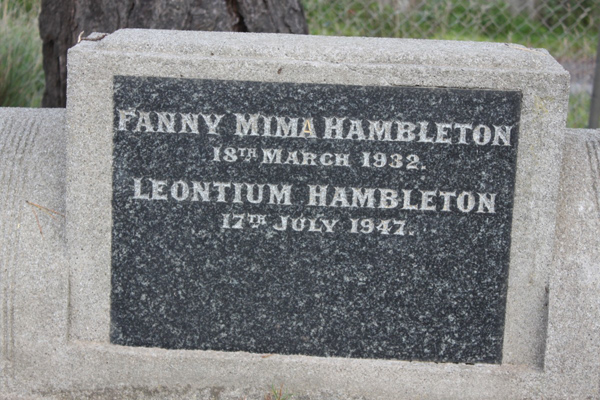 FANNY MIMA HAMBLETON
18TH MARCH 1932.
LEONTIUM HAMBLETON
17TH JULY 1947.